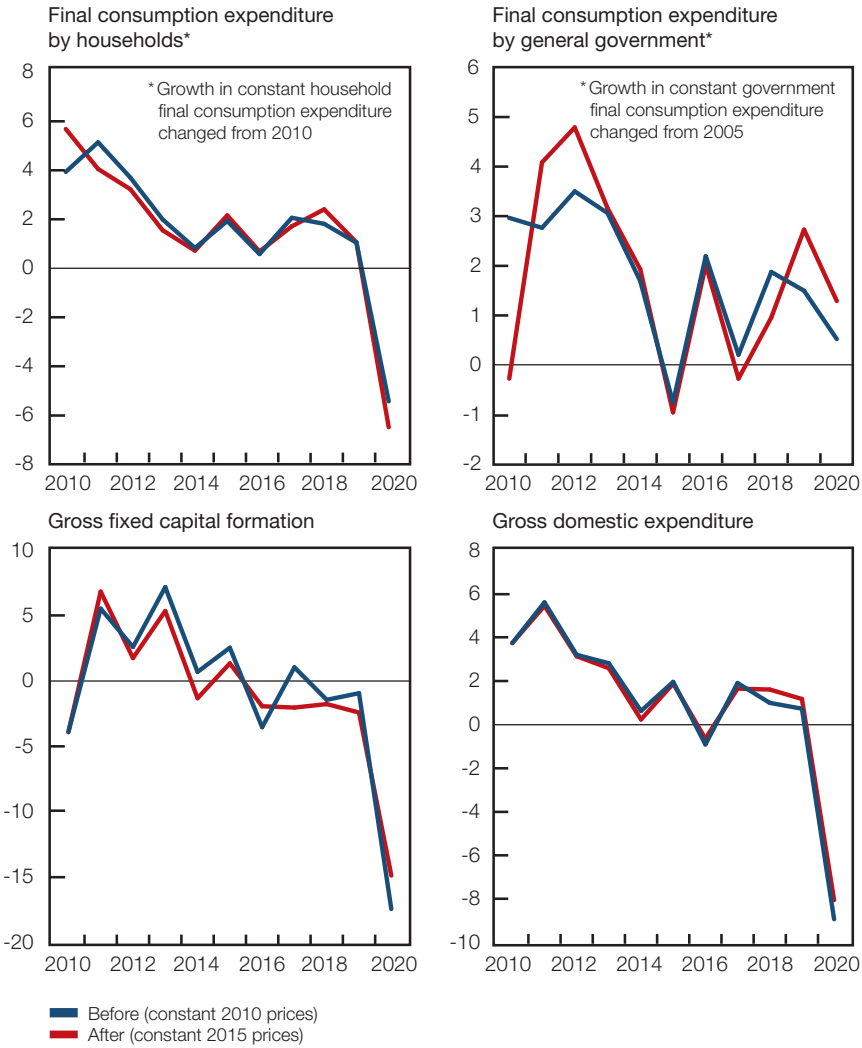 Final consumption expenditure
by households*
8
6
4
2
0
-2
-4
-6
-8
* Growth in constant household
final consumption expenditure
changed from 2010
2010 2012 2014 2016 2018 2020
Final consumption expenditure
by general government*
6
5
4
3
2
1
0
-1
-2
* Growth in constant government
final consumption expenditure
changed from 2005
2010 2012 2014 2016 2018 2020
Gross fixed capital formation
10
5
0
-5
-10
-15
-20
2010 2012 2014 2016 2018 2020
Gross domestic expenditure
8
6
4
2
0
-2
-4
-6
-8
-10
2010 2012 2014 2016 2018 2020
Before (constant 2010 prices)
After (constant 2015 prices)